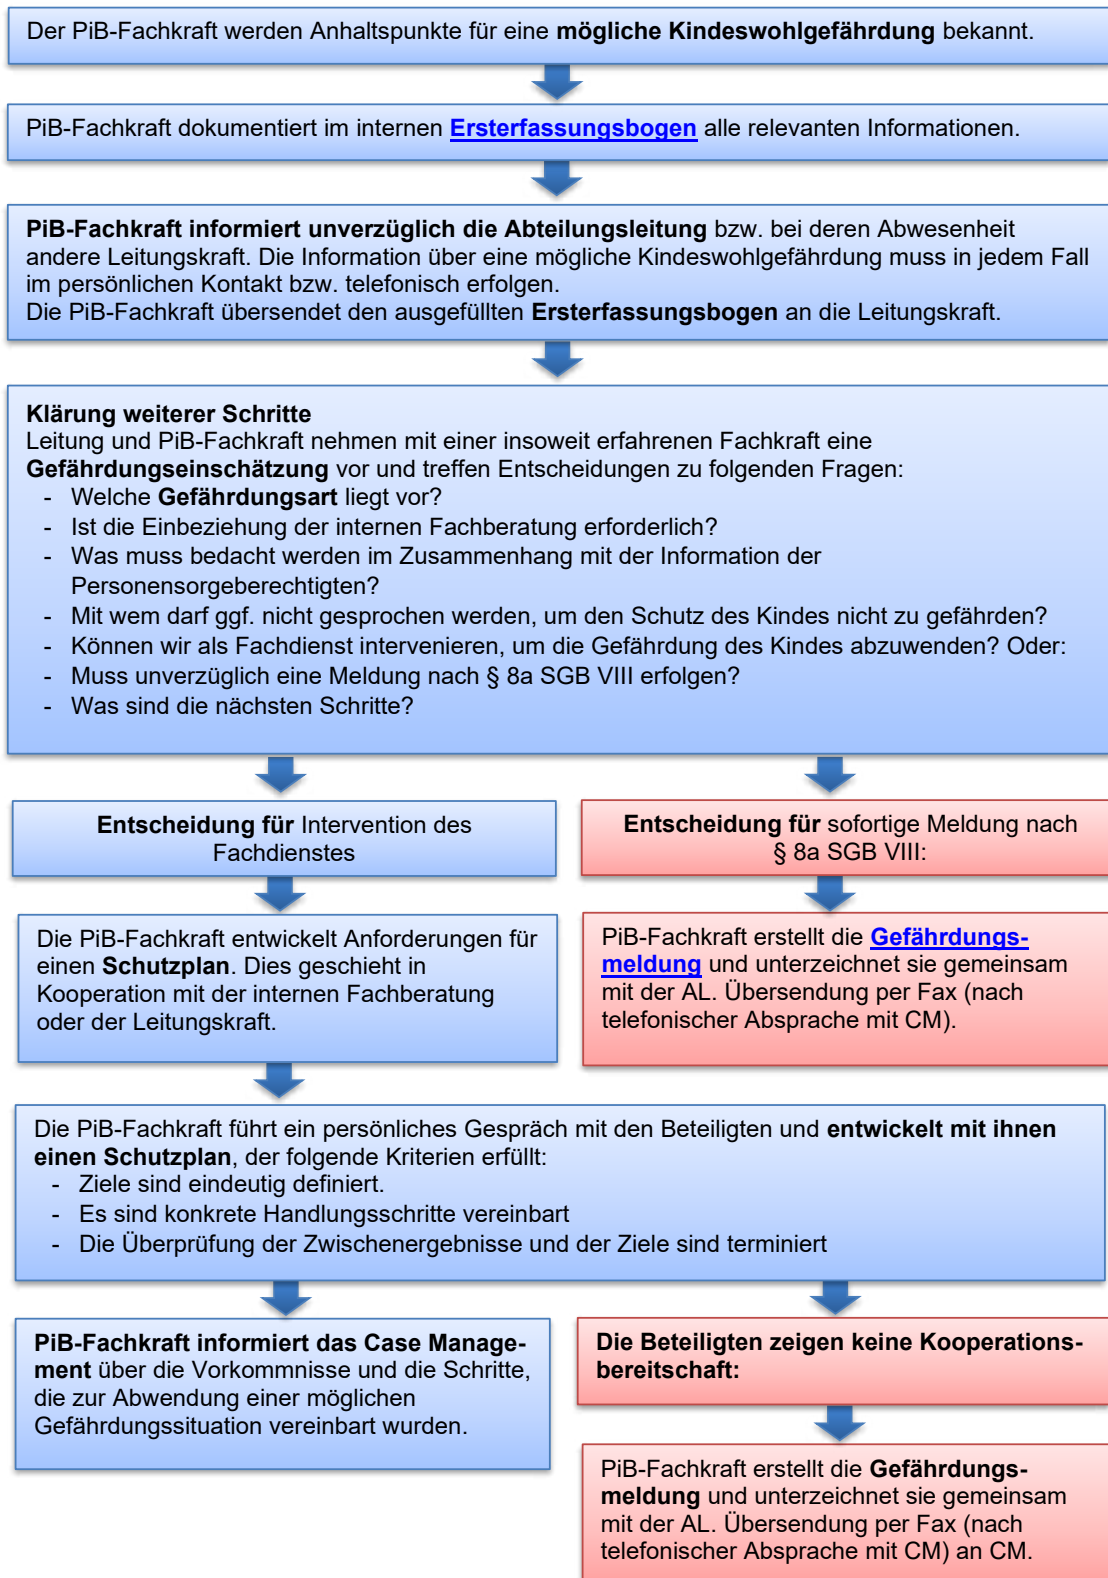 Der PiB-Fachkraft werden Anhaltspunkte für eine mögliche Kindeswohlgefährdung bekannt.
PiB-Fachkraft dokumentiert im internen Ersterfassungsbogen alle relevanten Informationen.
PiB-Fachkraft informiert unverzüglich die Abteilungsleitung bzw. bei deren Abwesenheit
andere Leitungskraft. Die Information über eine mögliche Kindeswohlgefährdung muss in jedem Fall
im persönlichen Kontakt bzw. telefonisch erfolgen.
Die PiB-Fachkraft übersendet den ausgefüllten Ersterfassungsbogen an die Leitungskraft.
Klärung weiterer Schritte
Leitung und PiB-Fachkraft nehmen mit einer insoweit erfahrenen Fachkraft eine
Gefährdungseinschätzung vor und treffen Entscheidungen zu folgenden Fragen:
- Welche Gefährdungsart liegt vor?
- Ist die Einbeziehung der internen Fachberatung erforderlich?
- Was muss bedacht werden im Zusammenhang mit der Information der
Personensorgeberechtigten?
- Mit wem darf ggf. nicht gesprochen werden, um den Schutz des Kindes nicht zu gefährden?
- Können wir als Fachdienst intervenieren, um die Gefährdung des Kindes abzuwenden? Oder:
- Muss unverzüglich eine Meldung nach § 8a SGB VIII erfolgen?
- Was sind die nächsten Schritte?
Entscheidung für Intervention des
Fachdienstes
Entscheidung für sofortige Meldung nach
§ 8a SGB VIII:
Die PiB-Fachkraft entwickelt Anforderungen für
einen Schutzplan. Dies geschieht in
Kooperation mit der internen Fachberatung
oder der Leitungskraft.
PiB-Fachkraft erstellt die Gefährdungs-
meldung und unterzeichnet sie gemeinsam
mit der AL. Übersendung per Fax (nach
telefonischer Absprache mit CM).
Die PiB-Fachkraft führt ein persönliches Gespräch mit den Beteiligten und entwickelt mit ihnen
einen Schutzplan, der folgende Kriterien erfüllt:
- Ziele sind eindeutig definiert.
- Es sind konkrete Handlungsschritte vereinbart
- Die Überprüfung der Zwischenergebnisse und der Ziele sind terminiert
PiB-Fachkraft informiert das Case Manage-
ment über die Vorkommnisse und die Schritte,
die zur Abwendung einer möglichen
Gefährdungssituation vereinbart wurden.
Die Beteiligten zeigen keine Kooperations-
bereitschaft:
PiB-Fachkraft erstellt die Gefährdungs-
meldung und unterzeichnet sie gemeinsam
mit der AL. Übersendung per Fax (nach
telefonischer Absprache mit CM) an CM.